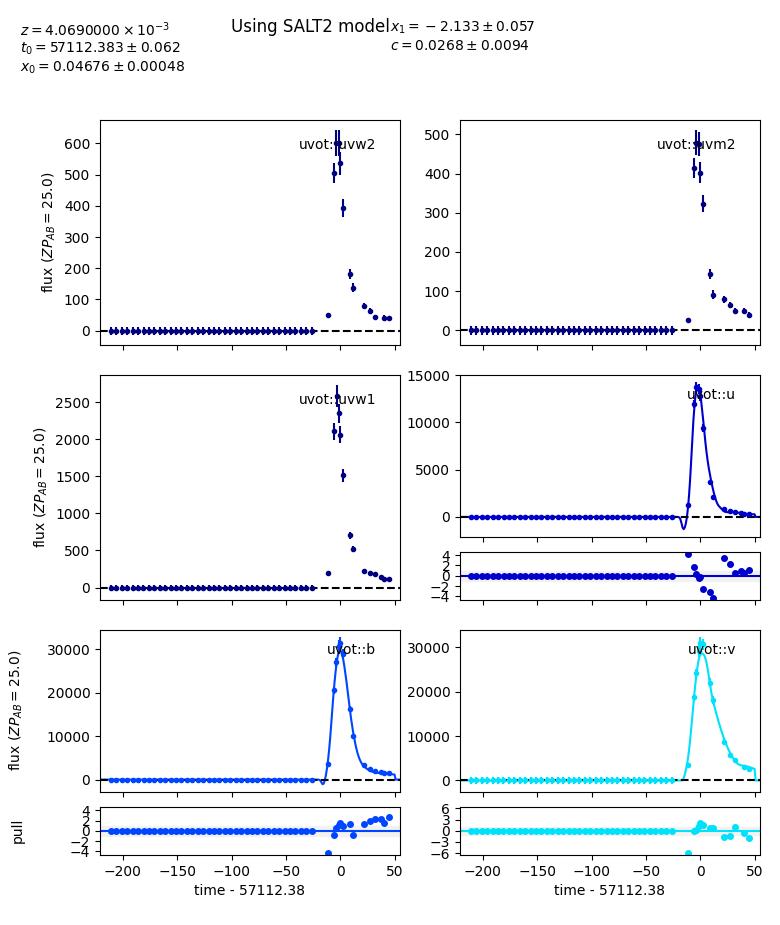 Using SALT2 model
z = 4.0690000 × 10⁻³
t₀ = 57112.383 ± 0.062
x₀ = 0.04676 ± 0.00048
x₁ = −2.133 ± 0.057
c = 0.0268 ± 0.0094
flux (ZP_AB = 25.0)
600
500
400
300
200
100
0
uvot::uvw2
500
400
300
200
100
0
uvot::uvm2
flux (ZP_AB = 25.0)
2500
2000
1500
1000
500
0
uvot::uvw1
15000
10000
5000
0
uvot::u
4
2
0
−2
−4
flux (ZP_AB = 25.0)
30000
20000
10000
0
uvot::b
30000
20000
10000
0
uvot::v
pull
4
2
0
−2
−4
−200 −150 −100 −50 0 50
time - 57112.38
6
3
0
−3
−6
−200 −150 −100 −50 0 50
time - 57112.38